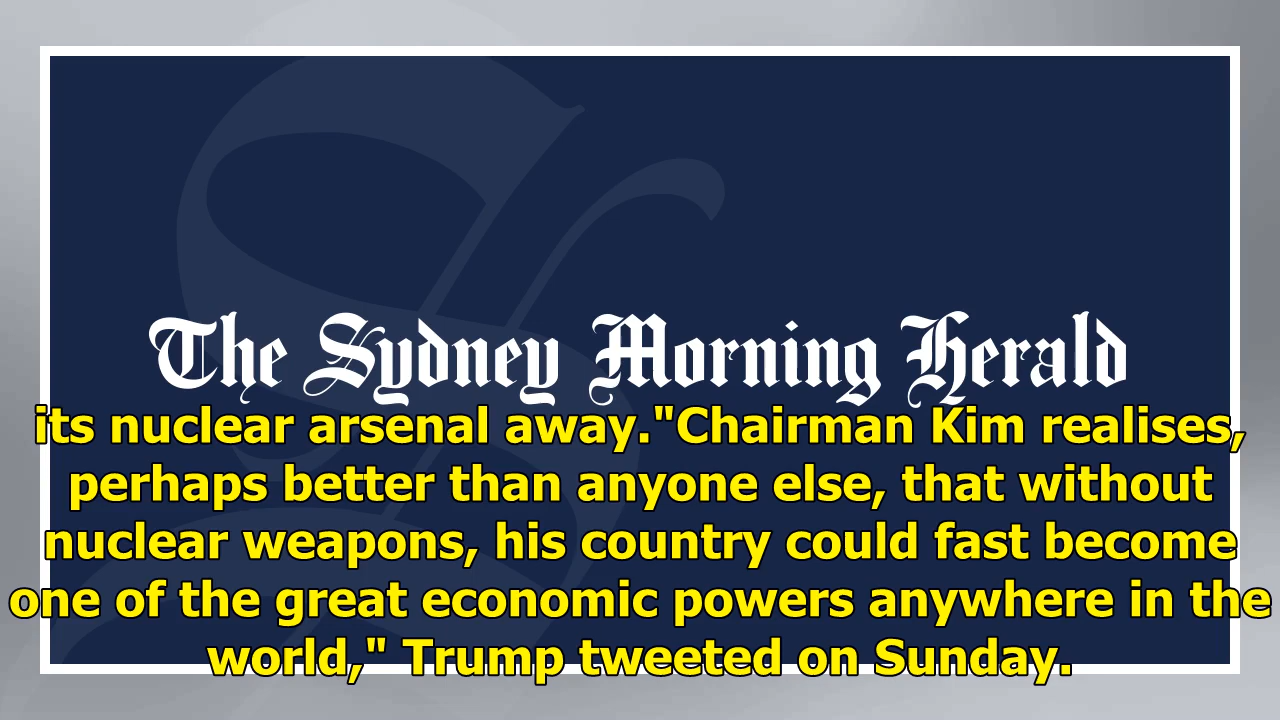 The Sydney Morning Herald
its nuclear arsenal away."Chairman Kim realises,
perhaps better than anyone else, that without
nuclear weapons, his country could fast become
one of the great economic powers anywhere in the
world," Trump tweeted on Sunday.